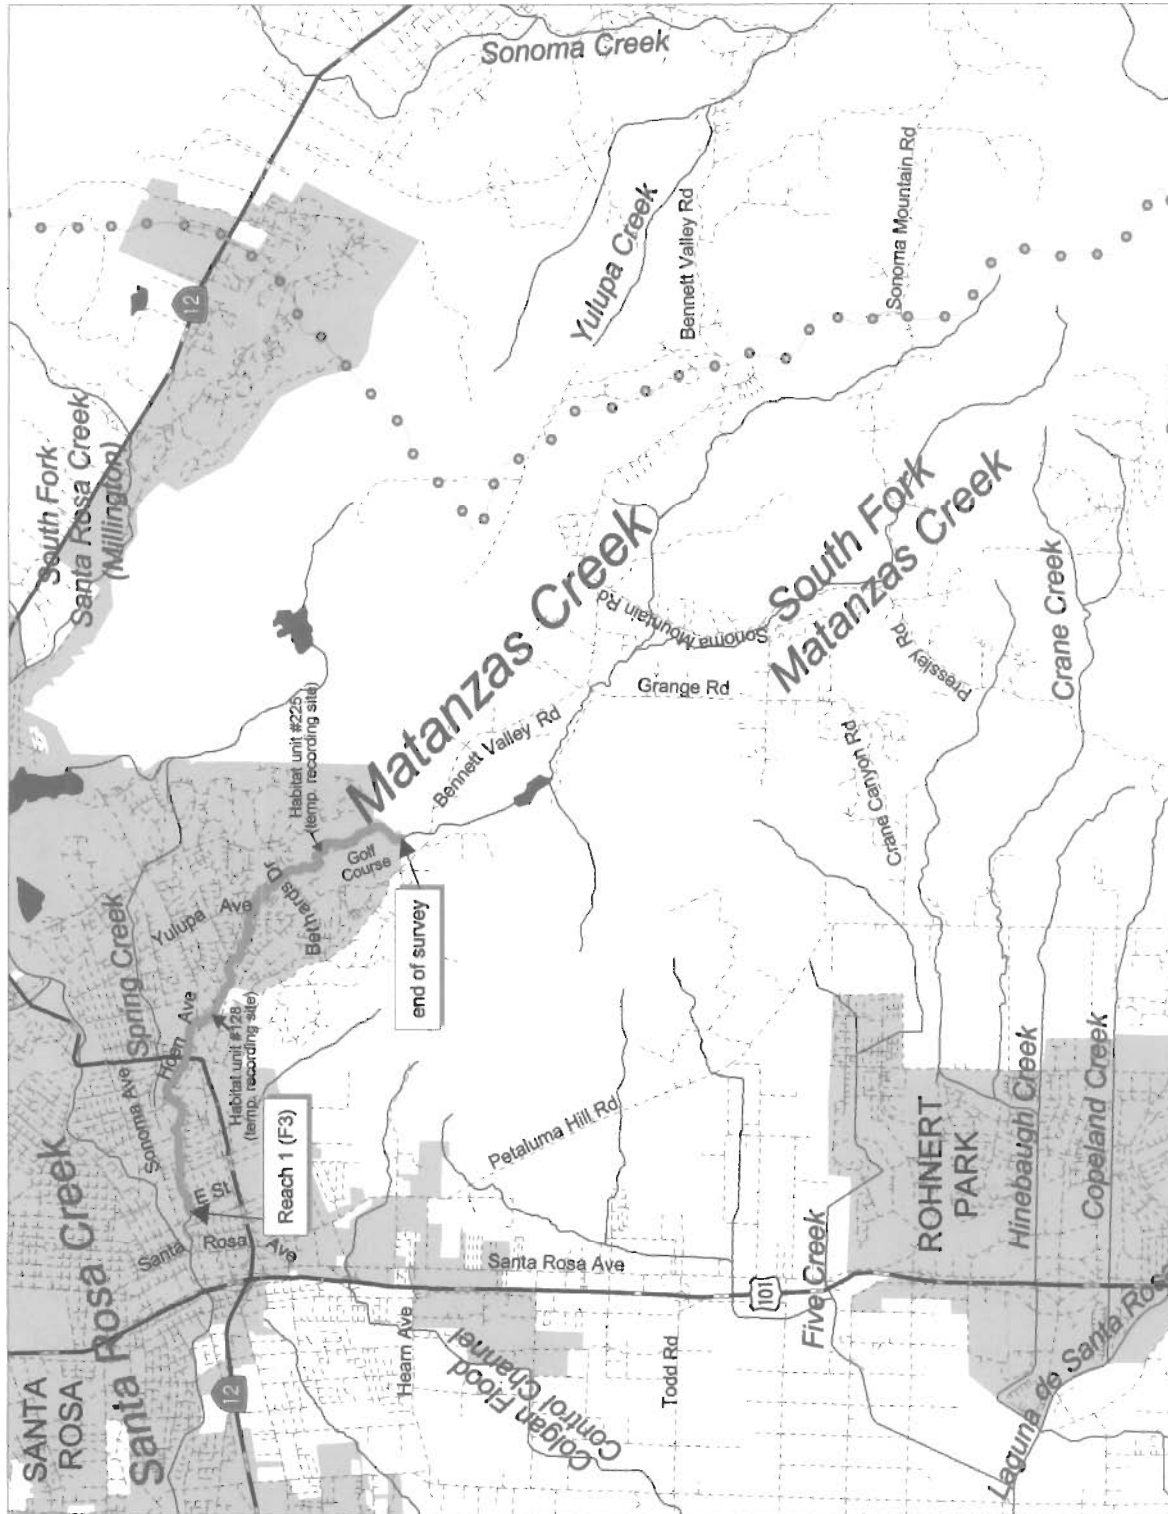 Sonoma Creek
12
South Fork
Santa Rosa Creek
(Millington)
Yulupa Creek
Bennett Valley Rd
Sonoma Mountain Rd
Matanzas Creek
South Fork
Matanzas Creek
Sonoma Mountain Rd
Grange Rd
Pressley Rd
Crane Creek
Crane Canyon Rd
Bennett Valley Rd
Habitat unit #225
(temp. recording site)
Golf
Course
end of survey
Bethards Dr
Yulupa Ave
Spring Creek
Hoen Ave
Sonoma Ave
Habitat unit #128
(temp. recording site)
Reach 1 (F3)
E St
Santa Rosa Ave
Santa Rosa Creek
SANTA
ROSA
12
Hearn Ave
Colgan Flood
Control Channel
Santa Rosa Ave
Petaluma Hill Rd
Todd Rd
101
Five Creek
ROHNERT
PARK
Hinebaugh Creek
Copeland Creek
Laguna de Santa Rosa